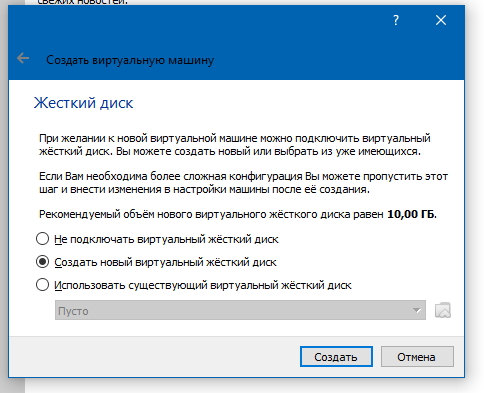 свежих новостей.
?
Создать виртуальную машину
Жесткий диск
При желании к новой виртуальной машине можно подключить виртуальный
жёсткий диск. Вы можете создать новый или выбрать из уже имеющихся.
Если Вам необходима более сложная конфигурация Вы можете пропустить этот
шаг и внести изменения в настройки машины после её создания.
Рекомендуемый объём нового виртуального жёсткого диска равен 10,00 ГБ.
Не подключать виртуальный жёсткий диск
Создать новый виртуальный жёсткий диск
Использовать существующий виртуальный жёсткий диск
Пусто
Создать Отмена